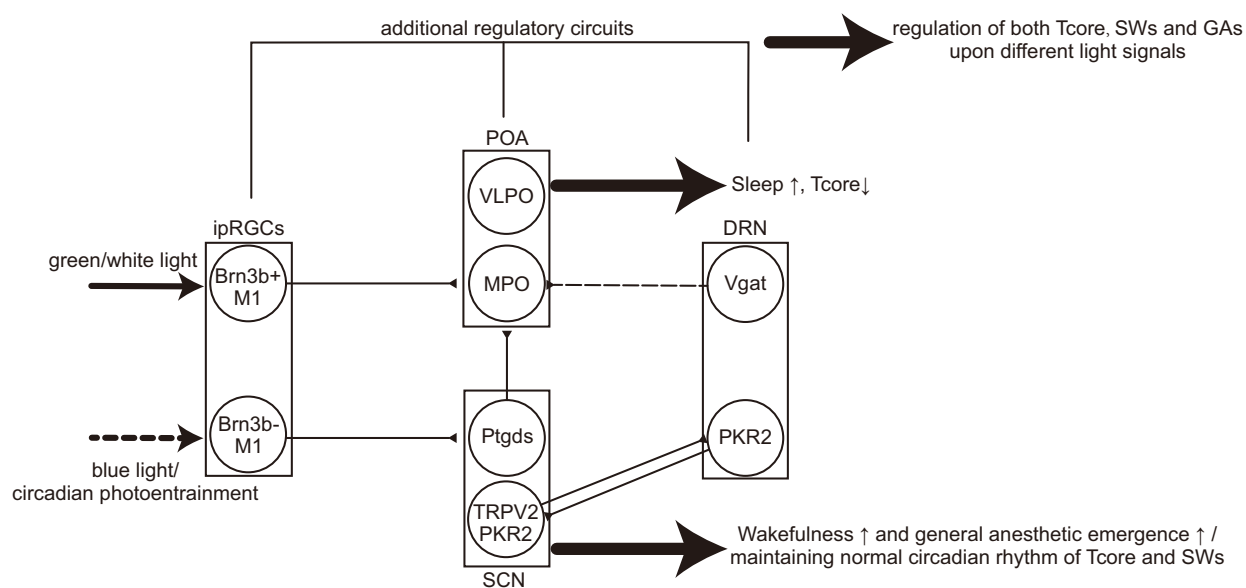 additional regulatory circuits
regulation of both Tcore, SWs and GAs
upon different light signals
POA
VLPO
Sleep ↑, Tcore↓
ipRGCs
DRN
green/white light
Brn3b+
M1
MPO
Vgat
Brn3b-
M1
Ptgds
PKR2
blue light/
circadian photoentrainment
TRPV2
PKR2
Wakefulness ↑ and general anesthetic emergence ↑ /
maintaining normal circadian rhythm of Tcore and SWs
SCN